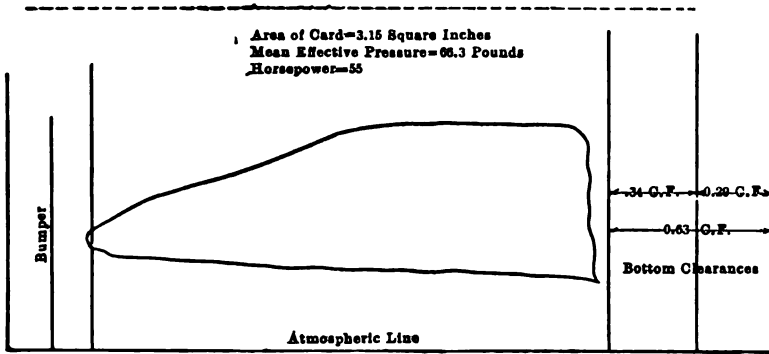 Area of Card=3.15 Square Inches
Mean Effective Pressure=66.3 Pounds
Horsepower=55
.34 C.F.
0.29 C.F.
0.63 C.F.
Bumper
Bottom Clearances
Atmospheric Line